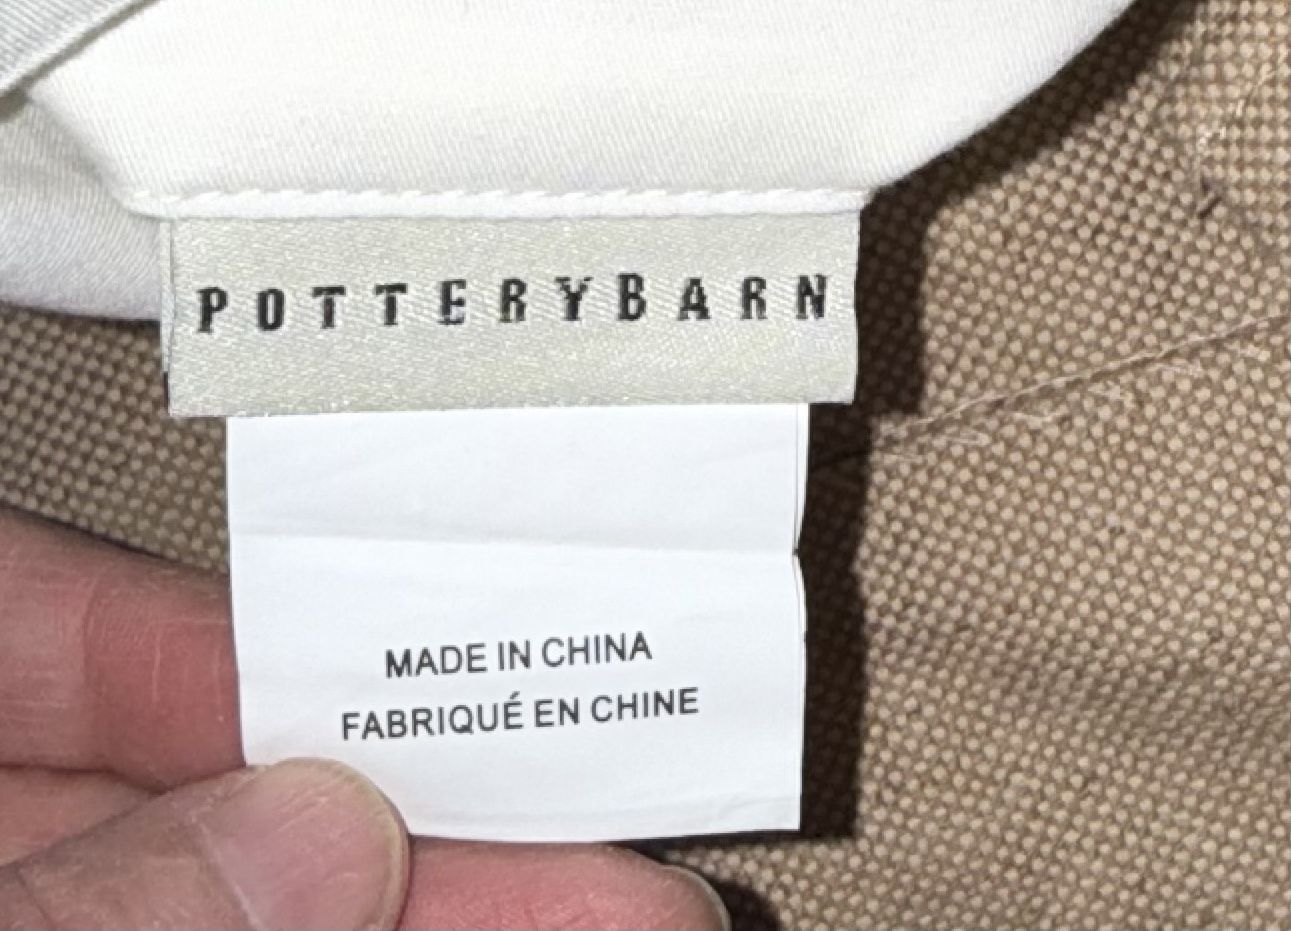 POTTERYBARN
MADE IN CHINA
FABRIQUÉ EN CHINE